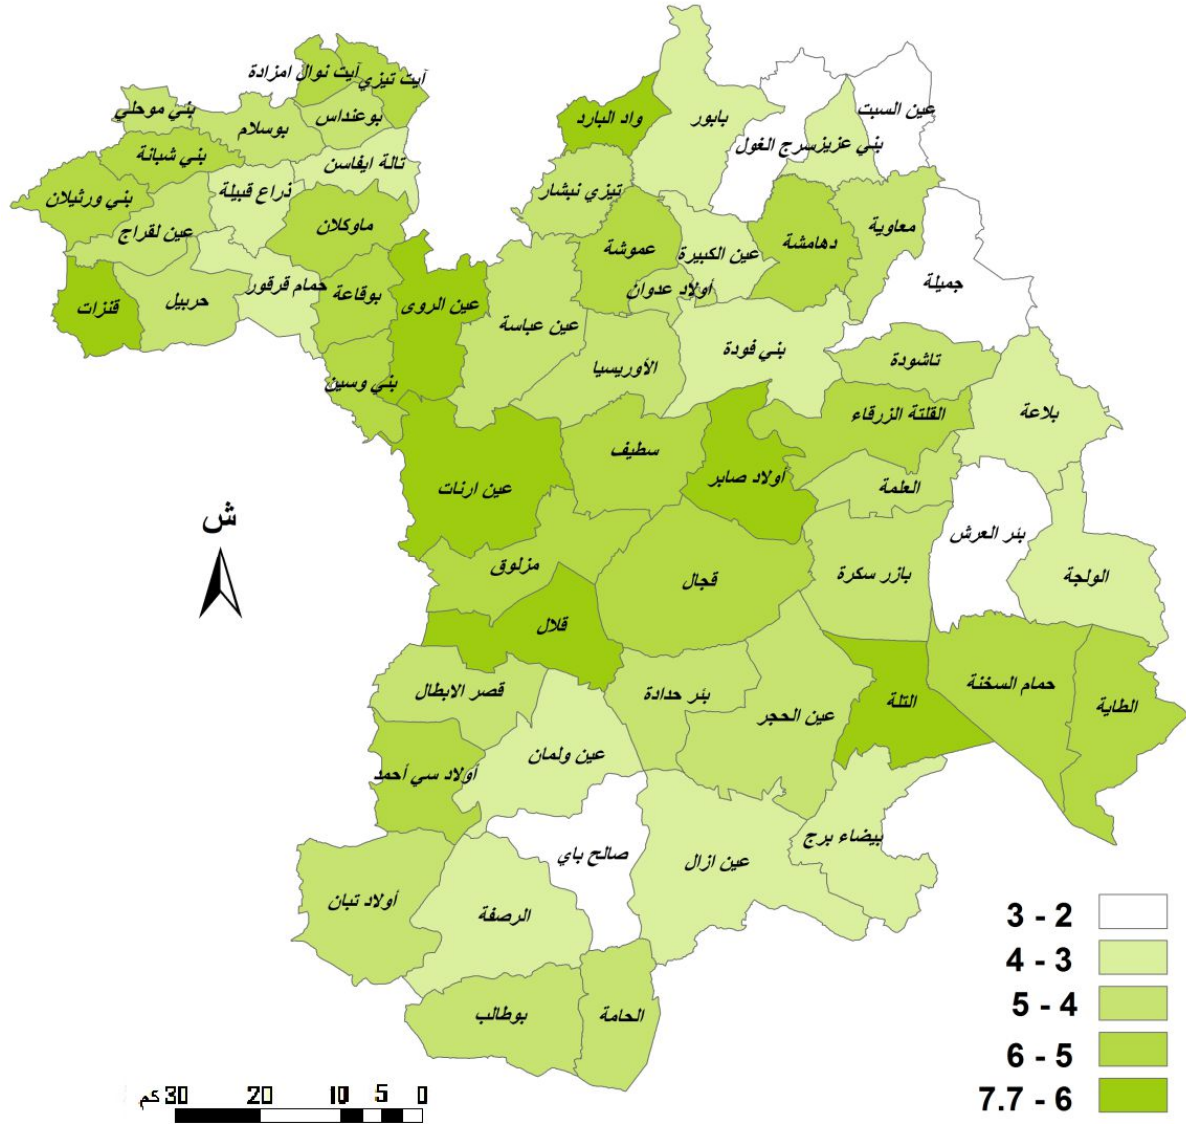 آيت نوال امزادة
آيت تيزي
بني موحلي
بوسلام
بوعنداس
واد البارد
بابور
عين السبت
سرج الغول
بني عزيز
بني شبانة
تالة ايفاسن
ذراع قبيلة
تيزي نبشار
بني ورثيلان
عين لقراج
ماوكلان
عموشة
عين الكبيرة
دهامشة
معاوية
أولاد عدوان
جميلة
قنزات
حربيل
حمام قرقور
بوقاعة
عين الروى
عين عباسة
الأوريسيا
بني فودة
تاشودة
بني وسين
القلتة الزرقاء
بلاعة
سطيف
أولاد صابر
العلمة
عين ارنات
ش
مزلوق
قجال
بازر سكرة
بئر العرش
الولجة
قلال
قصر الابطال
بئر حدادة
عين الحجر
التلة
حمام السخنة
الطاية
أولاد سي أحمد
عين ولمان
صالح باي
عين ازال
بيضاء برج
أولاد تبان
الرصفة
بوطالب
الحامة
3 - 2
4 - 3
5 - 4
6 - 5
7.7 - 6
كم 30 20 10 5 0